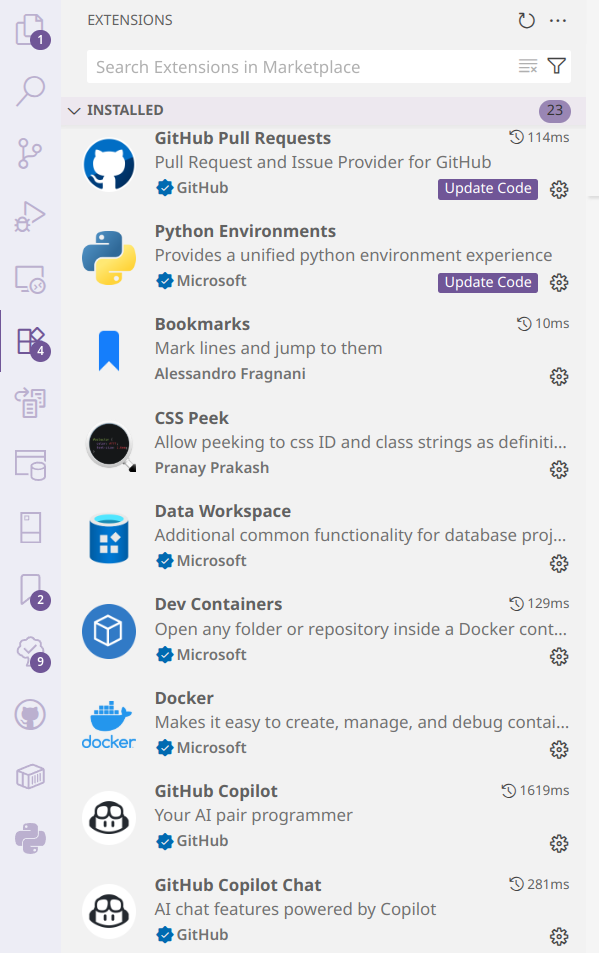 EXTENSIONS
1
Search Extensions in Marketplace
INSTALLED 23
GitHub Pull Requests 114ms
Pull Request and Issue Provider for GitHub
GitHub Update Code
Python Environments
Provides a unified python environment experience
Microsoft Update Code
Bookmarks 10ms
4
Mark lines and jump to them
Alessandro Fragnani
CSS Peek
Allow peeking to css ID and class strings as definiti...
Pranay Prakash
Data Workspace
Additional common functionality for database proj...
Microsoft
2
Dev Containers 129ms
Open any folder or repository inside a Docker cont...
Microsoft
9
Docker
Makes it easy to create, manage, and debug contai...
docker
Microsoft
GitHub Copilot 1619ms
Your AI pair programmer
GitHub
GitHub Copilot Chat 281ms
AI chat features powered by Copilot
GitHub